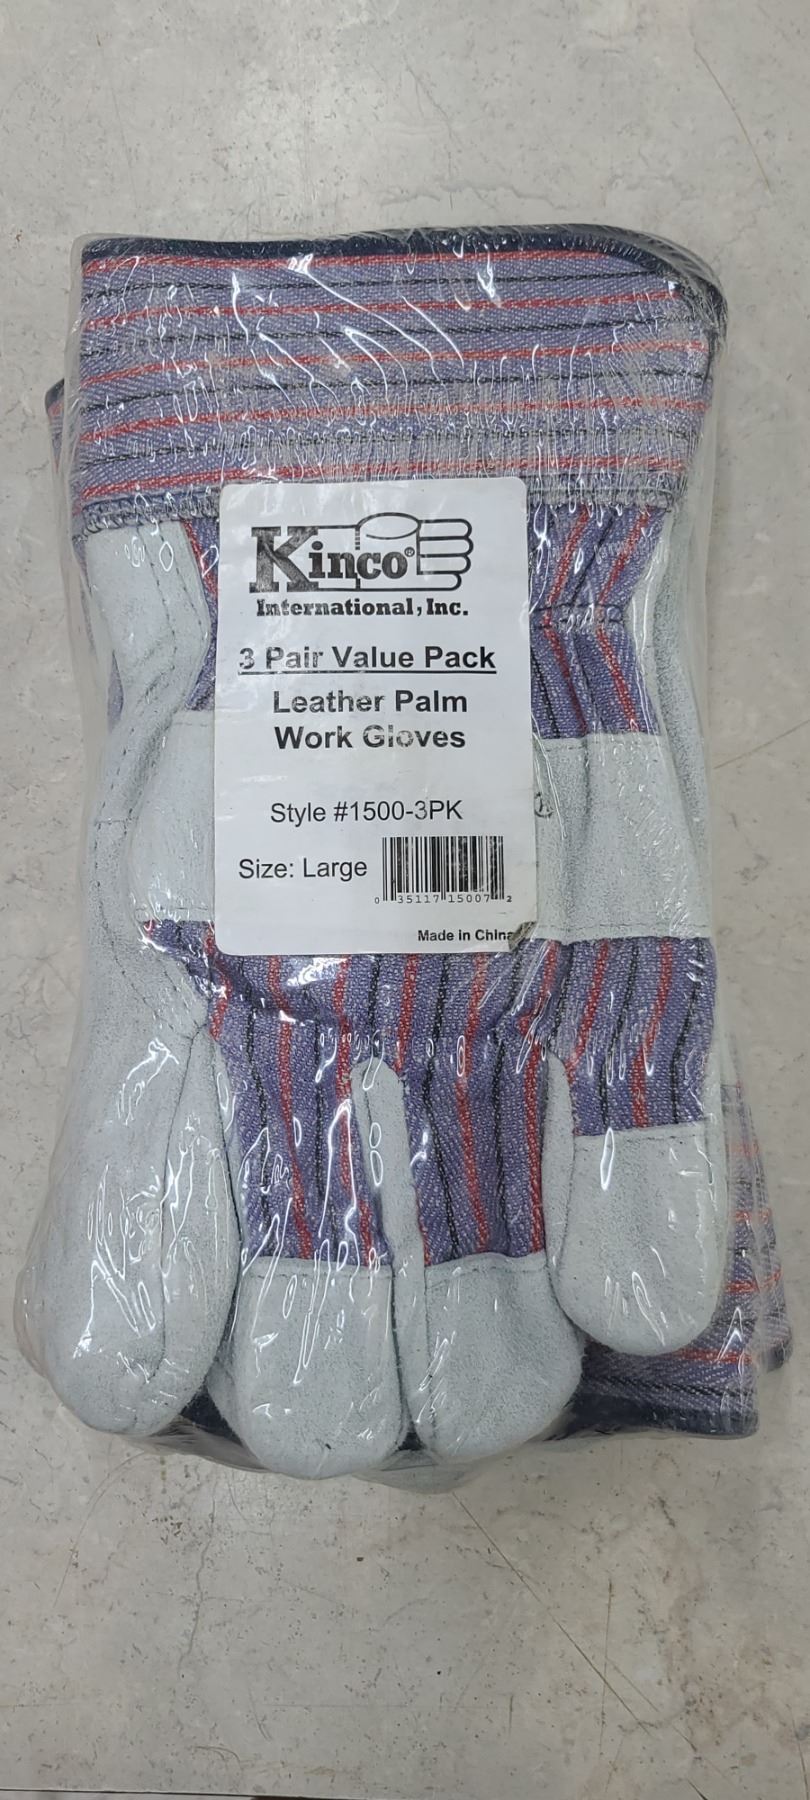 Kinco®
International, Inc.
3 Pair Value Pack
Leather Palm
Work Gloves
Style #1500-3PK
Size: Large
0 35117 15007 2
Made in China